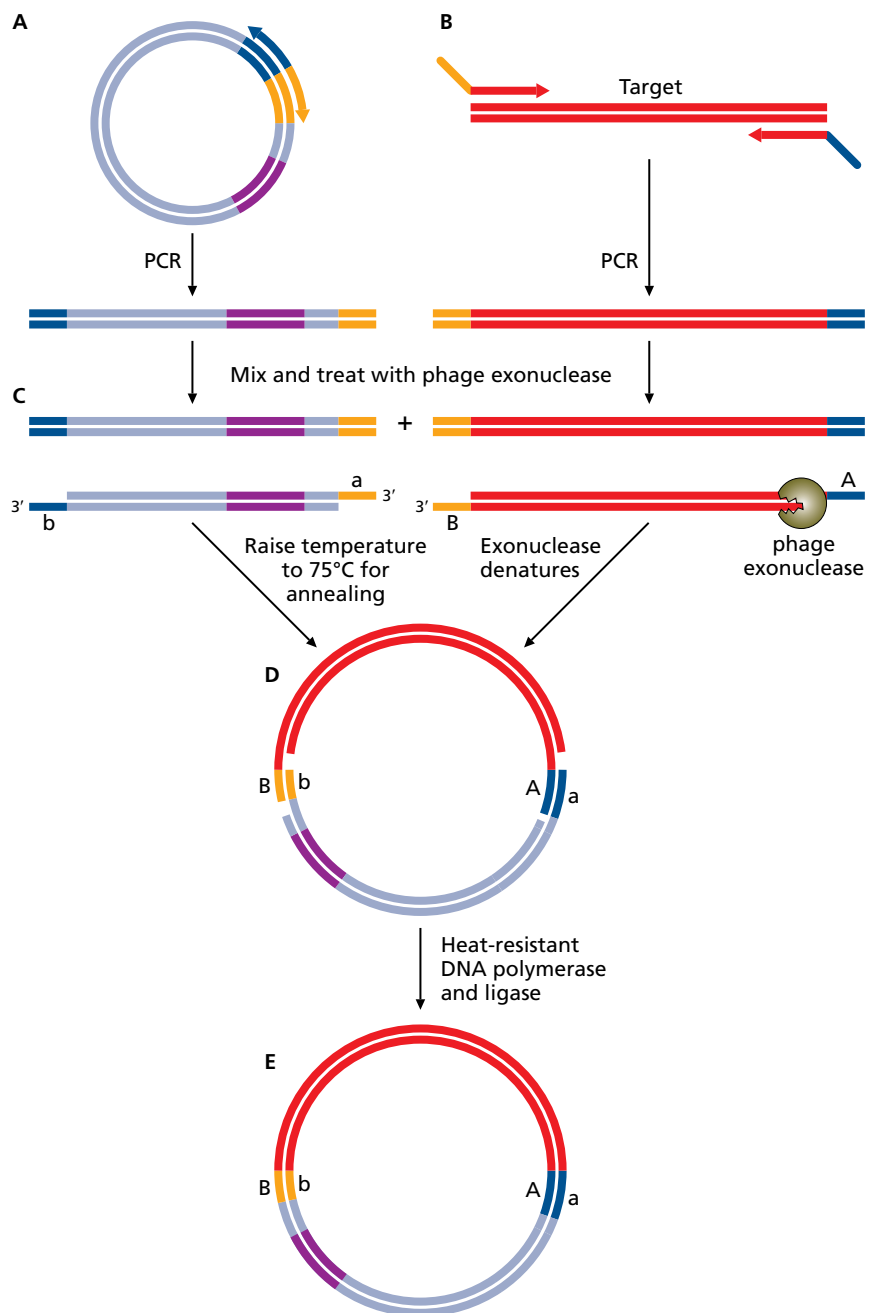 A
B
Target
PCR
PCR
Mix and treat with phage exonuclease
C
+
a
3′
3′
b
A
3′
B
Raise temperature
to 75°C for
annealing
Exonuclease
denatures
phage
exonuclease
D
B
b
A
a
Heat-resistant
DNA polymerase
and ligase
E
B
b
A
a